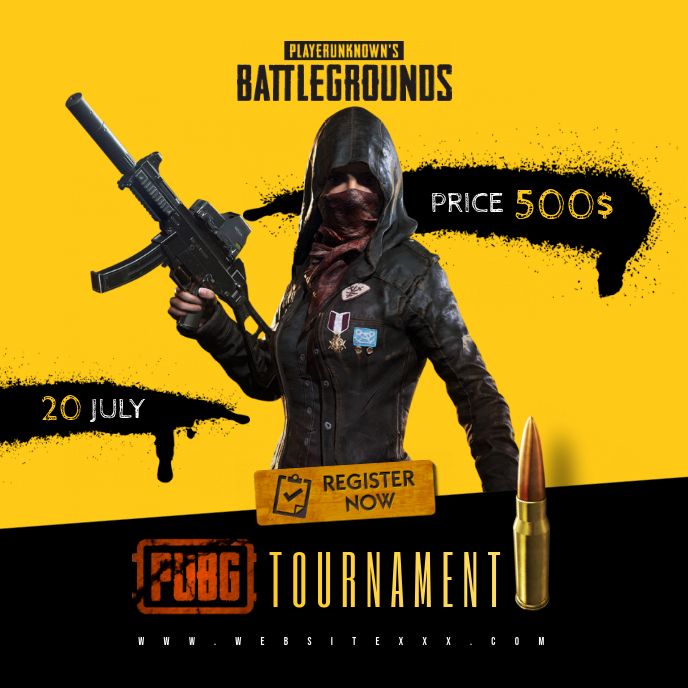 PLAYERUNKNOWN'S
BATTLEGROUNDS
PRICE 500$
20 JULY
REGISTER
NOW
PUBG TOURNAMENT
WWW.WEBSITEXXX.COM